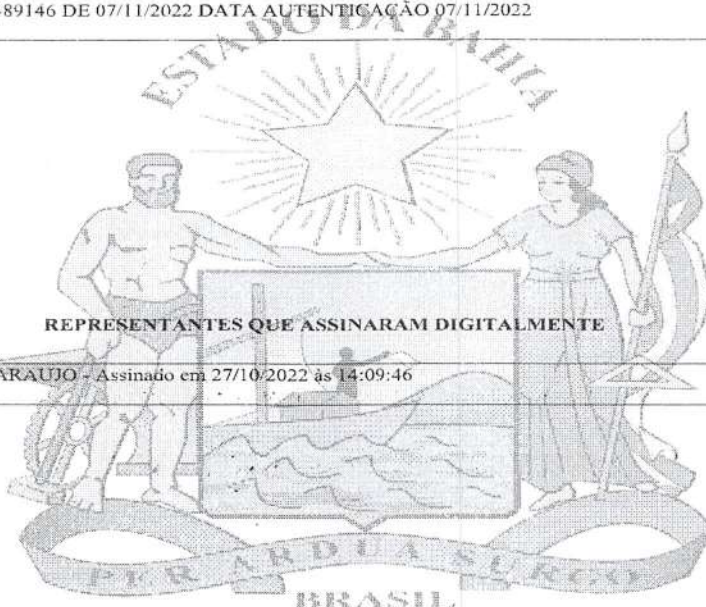 89146 DE 07/11/2022 DATA AUTENTICAÇÃO 07/11/2022
ESTADO DA BAHIA
REPRESENTANTES QUE ASSINARAM DIGITALMENTE
ARAUJO - Assinado em 27/10/2022 às 14:09:46
PER ARDUA SURGO
BRASIL